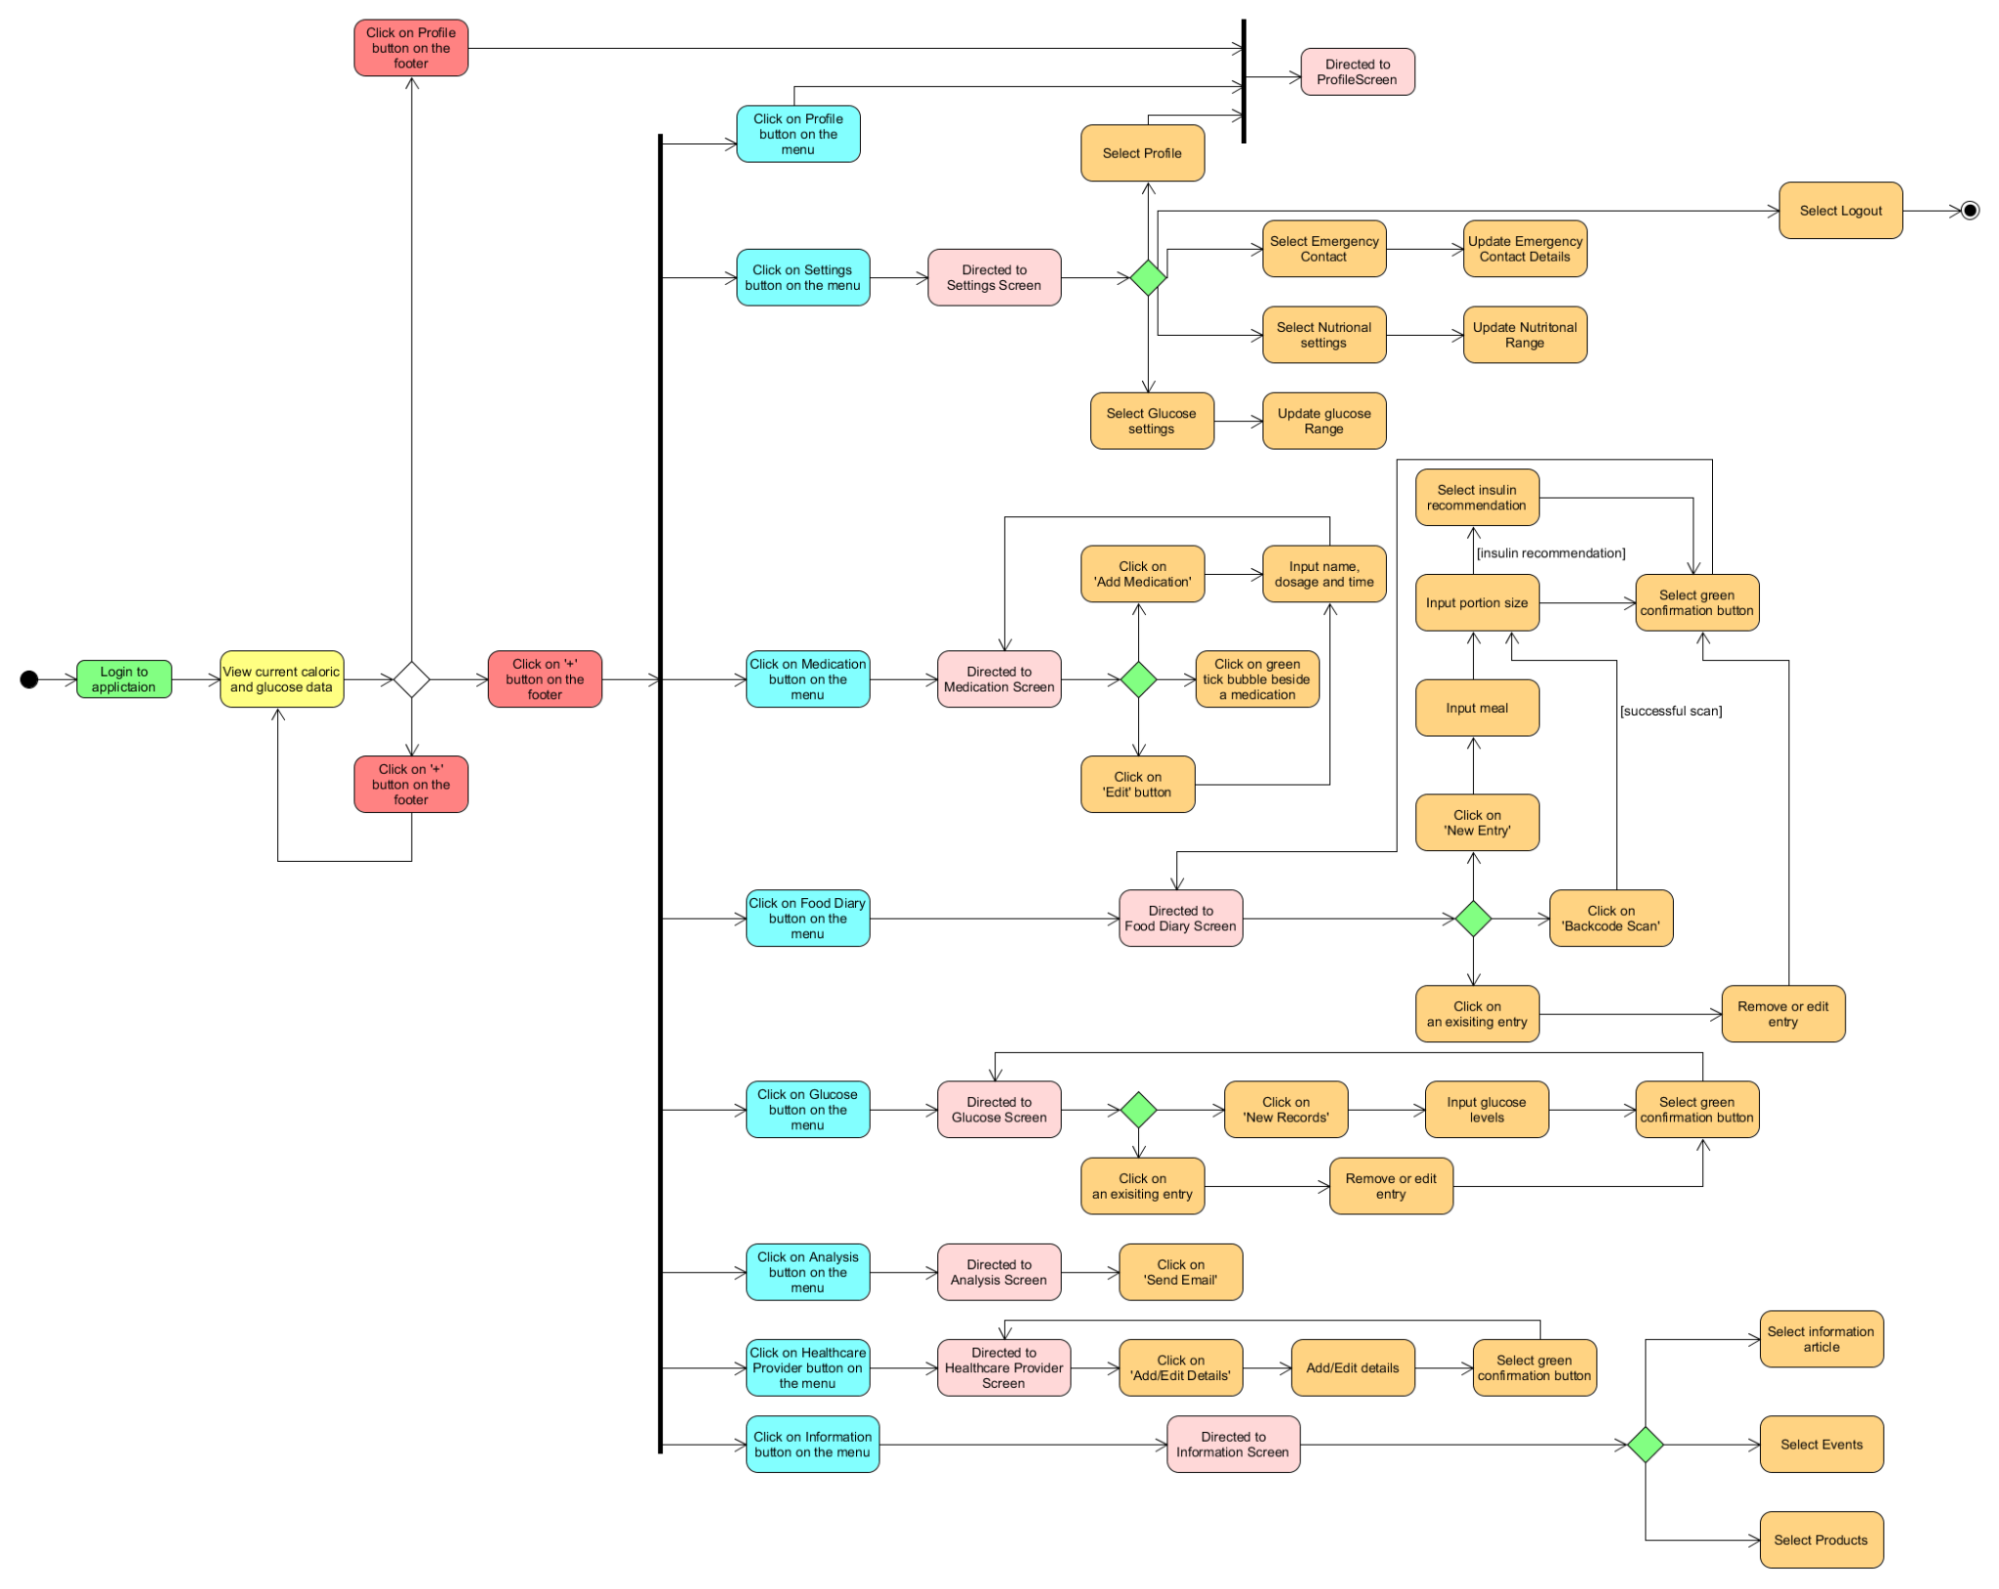 Click on Profile
button on the
footer
Directed to
ProfileScreen
Click on Profile
button on the
menu
Select Profile
Select Logout
Click on Settings
button on the menu
Directed to
Settings Screen
Select Emergency
Contact
Update Emergency
Contact Details
Select Nutrional
settings
Update Nutritonal
Range
Select Glucose
settings
Update glucose
Range
Select insulin
recommendation
[insulin recommendation]
Click on
'Add Medication'
Input name,
dosage and time
Input portion size
Select green
confirmation button
Login to
applictaion
View current caloric
and glucose data
Click on '+'
button on the
footer
Click on Medication
button on the
menu
Directed to
Medication Screen
Click on green
tick bubble beside
a medication
Input meal
[successful scan]
Click on '+'
button on the
footer
Click on
'Edit' button
Click on
'New Entry'
Click on Food Diary
button on the
menu
Directed to
Food Diary Screen
Click on
'Backcode Scan'
Click on
an exisiting entry
Remove or edit
entry
Click on Glucose
button on the
menu
Directed to
Glucose Screen
Click on
'New Records'
Input glucose
levels
Select green
confirmation button
Click on
an exisiting entry
Remove or edit
entry
Click on Analysis
button on the
menu
Directed to
Analysis Screen
Click on
'Send Email'
Click on Healthcare
Provider button on
the menu
Directed to
Healthcare Provider
Screen
Click on
'Add/Edit Details'
Add/Edit details
Select green
confirmation button
Select information
article
Click on Information
button on the menu
Directed to
Information Screen
Select Events
Select Products